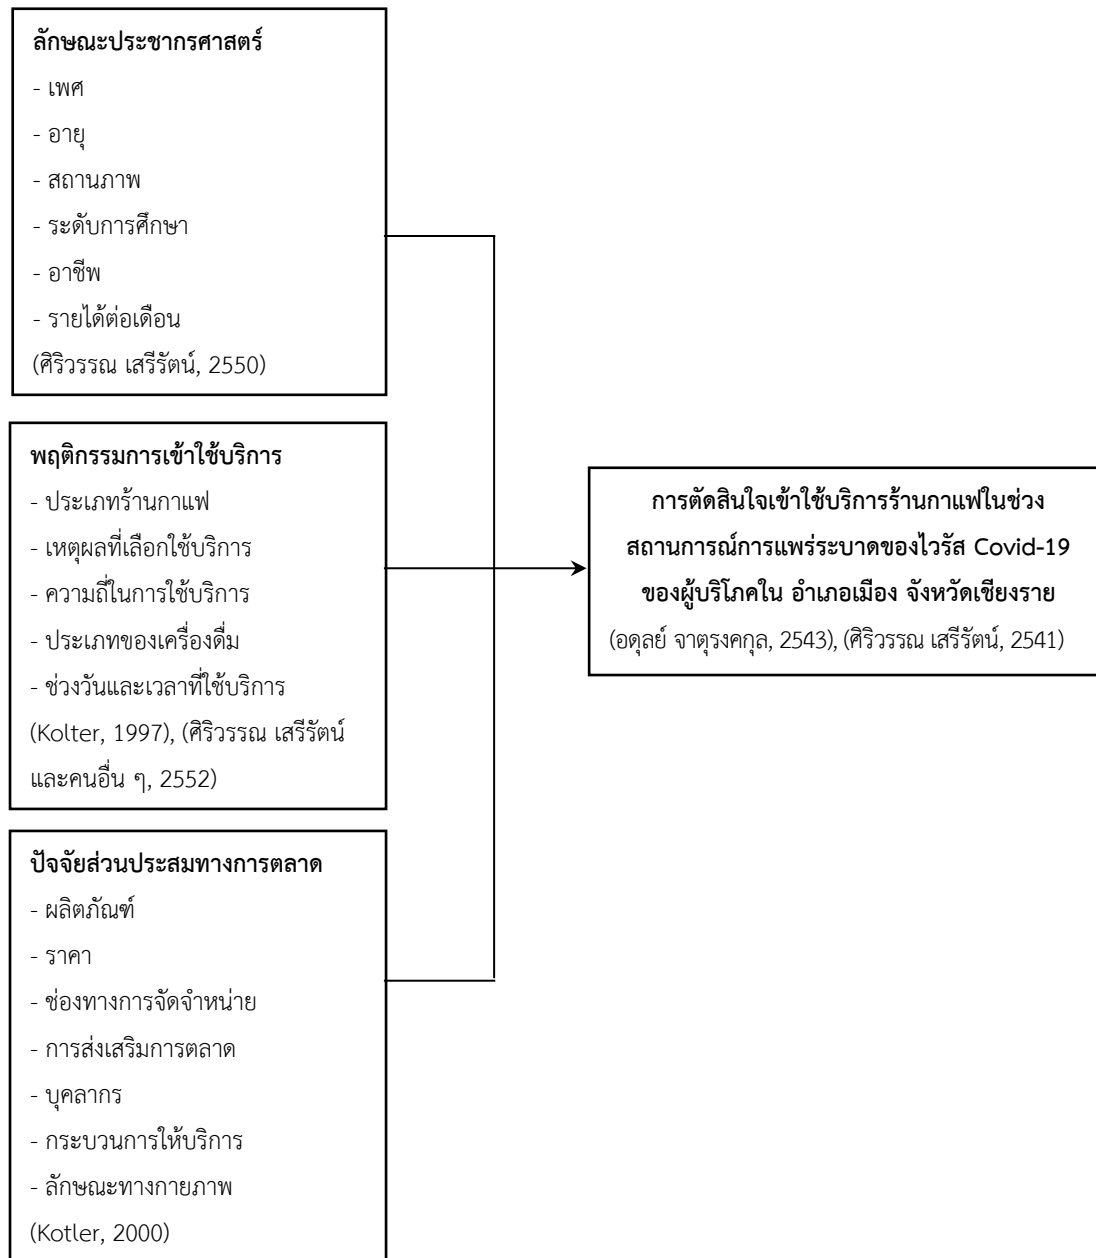 ลักษณะประชากรศาสตร์
- เพศ
- อายุ
- สถานภาพ
- ระดับการศึกษา
- อาชีพ
- รายได้ต่อเดือน
(ศิริวรรณ เสรีรัตน์, 2550)
พฤติกรรมการเข้าใช้บริการ
- ประเภทร้านกาแฟ
- เหตุผลที่เลือกใช้บริการ
- ความถี่ในการใช้บริการ
- ประเภทของเครื่องดื่ม
- ช่วงวันและเวลาที่ใช้บริการ
(Kolter, 1997), (ศิริวรรณ เสรีรัตน์
และคนอื่น ๆ, 2552)
ปัจจัยส่วนประสมทางการตลาด
- ผลิตภัณฑ์
- ราคา
- ช่องทางการจัดจำหน่าย
- การส่งเสริมการตลาด
- บุคลากร
- กระบวนการให้บริการ
- ลักษณะทางกายภาพ
(Kotler, 2000)
การตัดสินใจเข้าใช้บริการร้านกาแฟในช่วง
สถานการณ์การแพร่ระบาดของไวรัส Covid-19
ของผู้บริโภคใน อำเภอเมือง จังหวัดเชียงราย
(อดุลย์ จาตุรงคกุล, 2543), (ศิริวรรณ เสรีรัตน์, 2541)